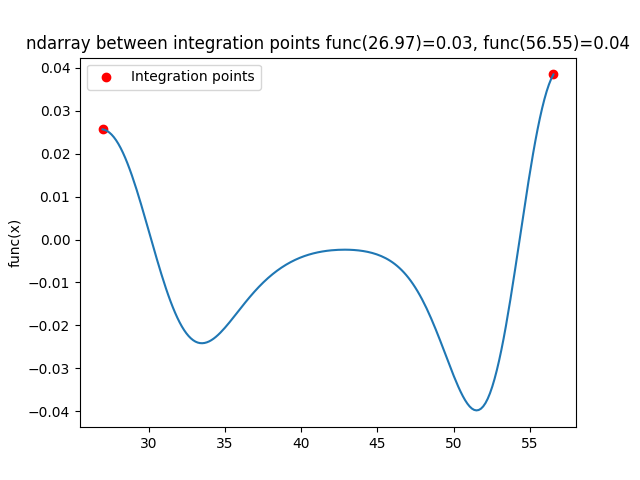 ndarray between integration points func(26.97)=0.03, func(56.55)=0.04
Integration points
func(x)
0.04
0.03
0.02
0.01
0.00
−0.01
−0.02
−0.03
−0.04
30 35 40 45 50 55